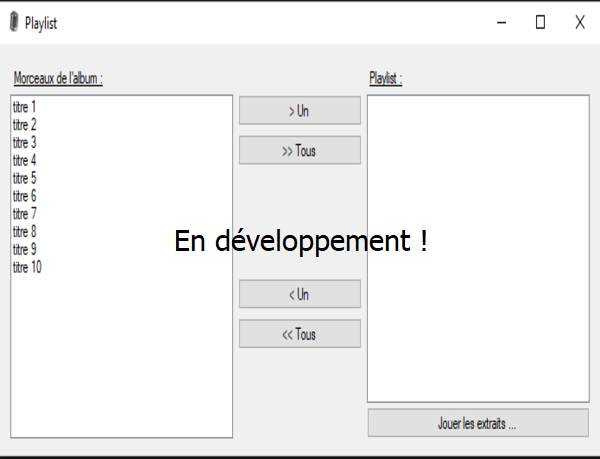 Playlist
Morceaux de l'album :
Playlist :
titre 1
titre 2
titre 3
titre 4
titre 5
titre 6
titre 7
titre 8
titre 9
titre 10
> Un
>> Tous
En développement !
< Un
<< Tous
Jouer les extraits ...